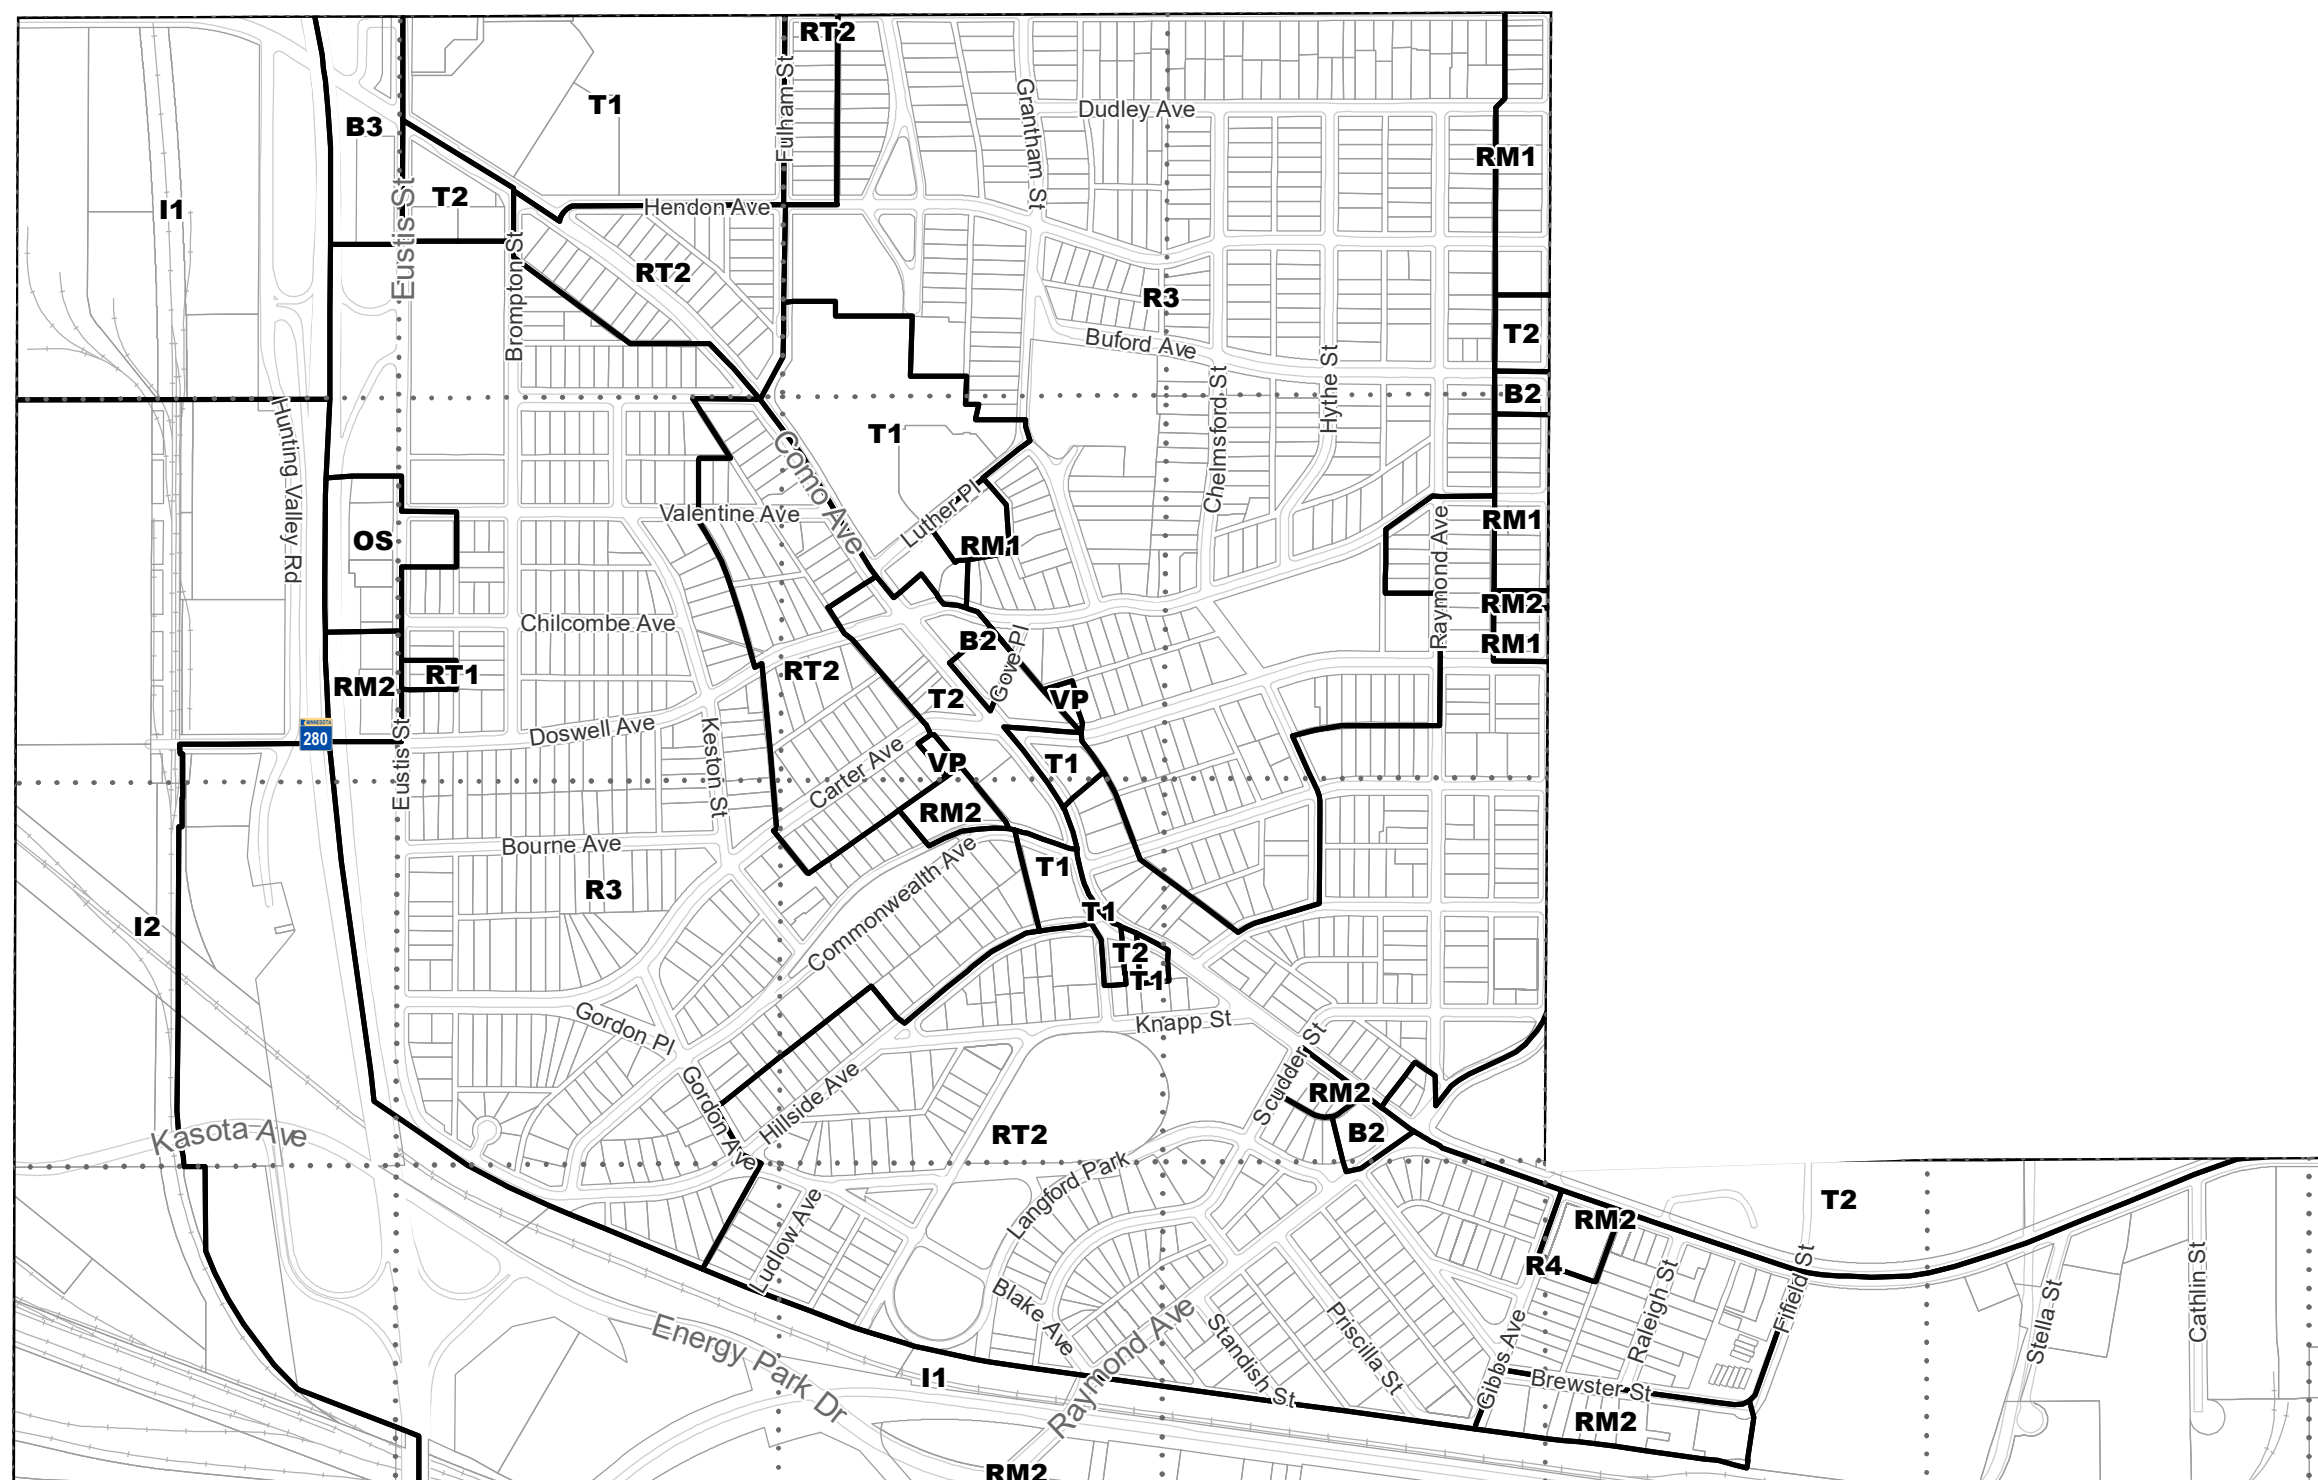 RT2
T1
Fulham St
Grantham St
Dudley Ave
B3
RM1
T2
Eustis St
I1
Hendon Ave
Brompton St
RT2
R3
Buford Ave
T2
B2
Hythe St
Chelmsford St
Hunting Valley Rd
T1
Como Ave
Valentine Ave
Luther Pl
OS
RM1
RM1
Raymond Ave
RM2
Chilcombe Ave
B2
Gove Pl
RM1
RT2
RT1
RM2
T2
VP
MINNESOTA
280
Doswell Ave
Keston St
Eustis St
Carter Ave
VP
T1
RM2
Bourne Ave
T1
R3
Commonwealth Ave
I2
T1
T2
T1
Gordon Pl
Knapp St
Scudder St
RM2
Gordon Ave
Hillside Ave
Kasota Ave
RT2
B2
Langford Park
T2
RM2
Ludlow Ave
R4
Fifield St
Cathlin St
Stella St
Raleigh St
Blake Ave
Energy Park Dr
Raymond Ave
Standish St
Priscilla St
Gibbs Ave
I1
Brewster St
RM2
RM2